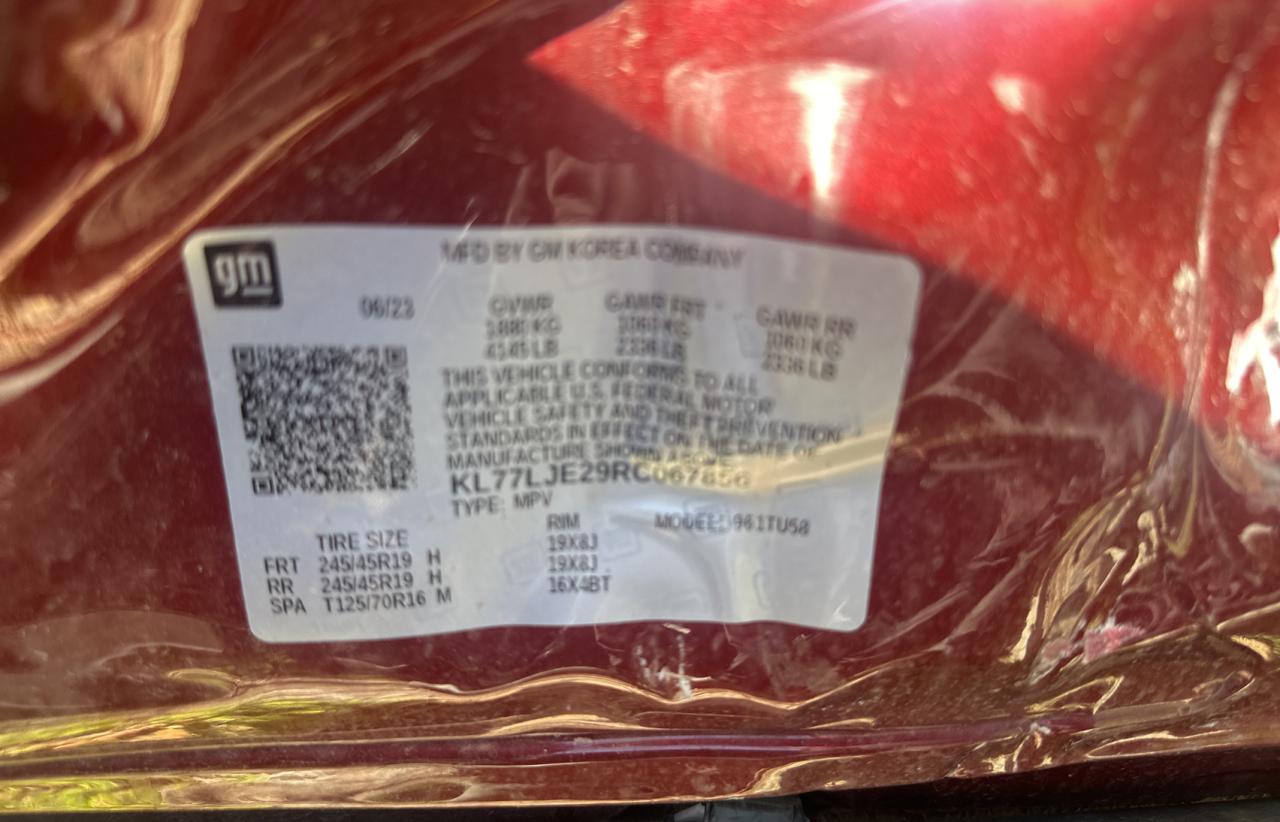 gm
MFD BY GM KOREA COMPANY
06/23 GVWR GAWR FRT GAWR RR
KG 1060 KG 1060 KG
LB 2336 LB 2336 LB
THIS VEHICLE CONFORMS TO ALL
APPLICABLE U.S. FEDERAL MOTOR
VEHICLE SAFETY AND THEFT PREVENTION
STANDARDS IN EFFECT ON THE DATE OF
MANUFACTURE SHOWN ABOVE
TYPE: MPV
TIRE SIZE RIM
FRT 245/45R19 H 19X8J
RR 245/45R19 H 19X8J
SPA T125/70R16 M 16X4BT